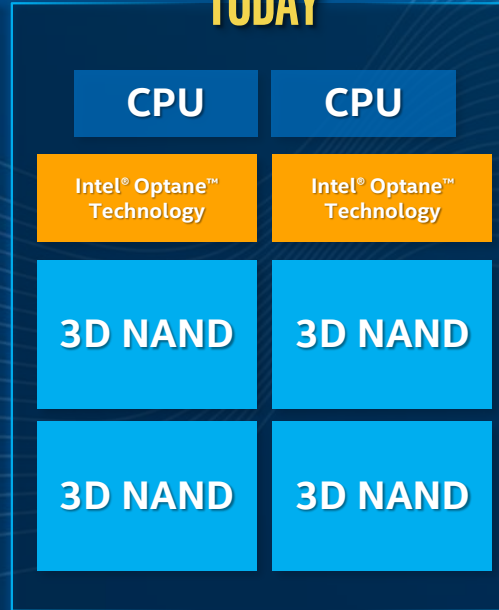 TODAY
CPU CPU
Intel® Optane™ Intel® Optane™
Technology Technology
3D NAND 3D NAND
3D NAND 3D NAND